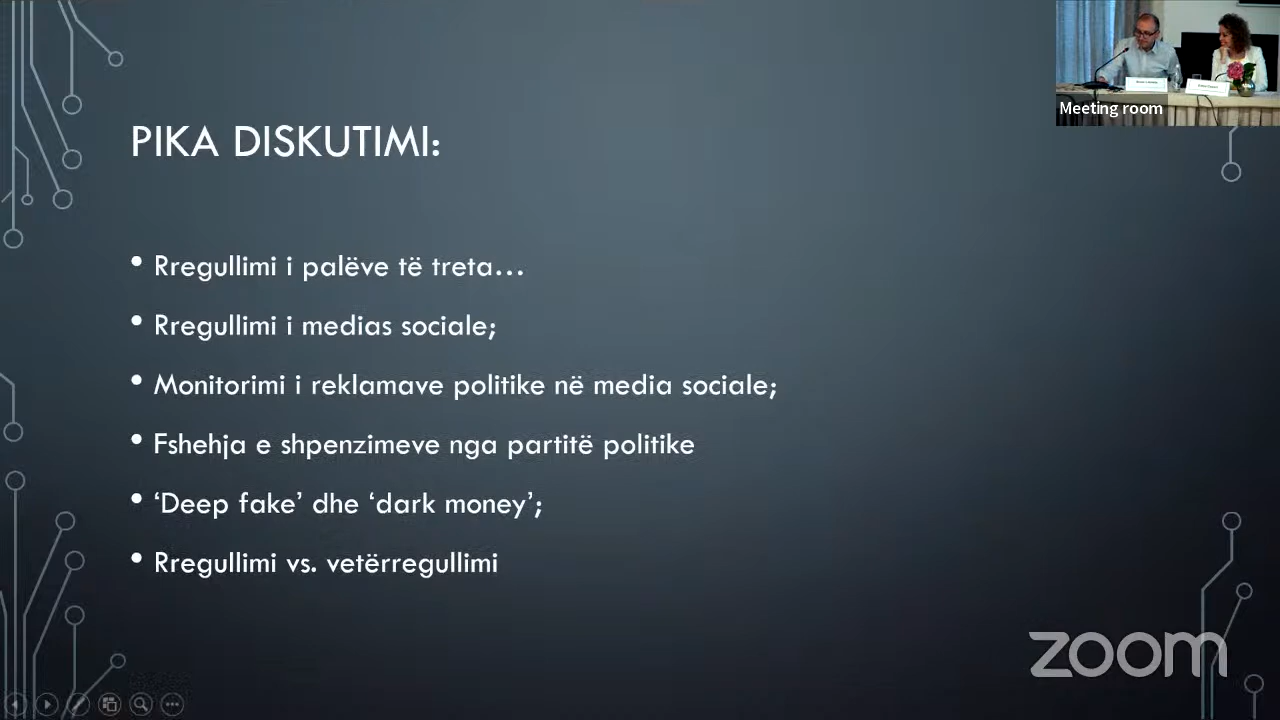 PIKA DISKUTIMI:
• Rregullimi i palëve të treta…
• Rregullimi i medias sociale;
• Monitorimi i reklamave politike në media sociale;
• Fshehja e shpenzimeve nga partitë politike
• ‘Deep fake’ dhe ‘dark money’;
• Rregullimi vs. vetërregullimi
Meeting room
zoom